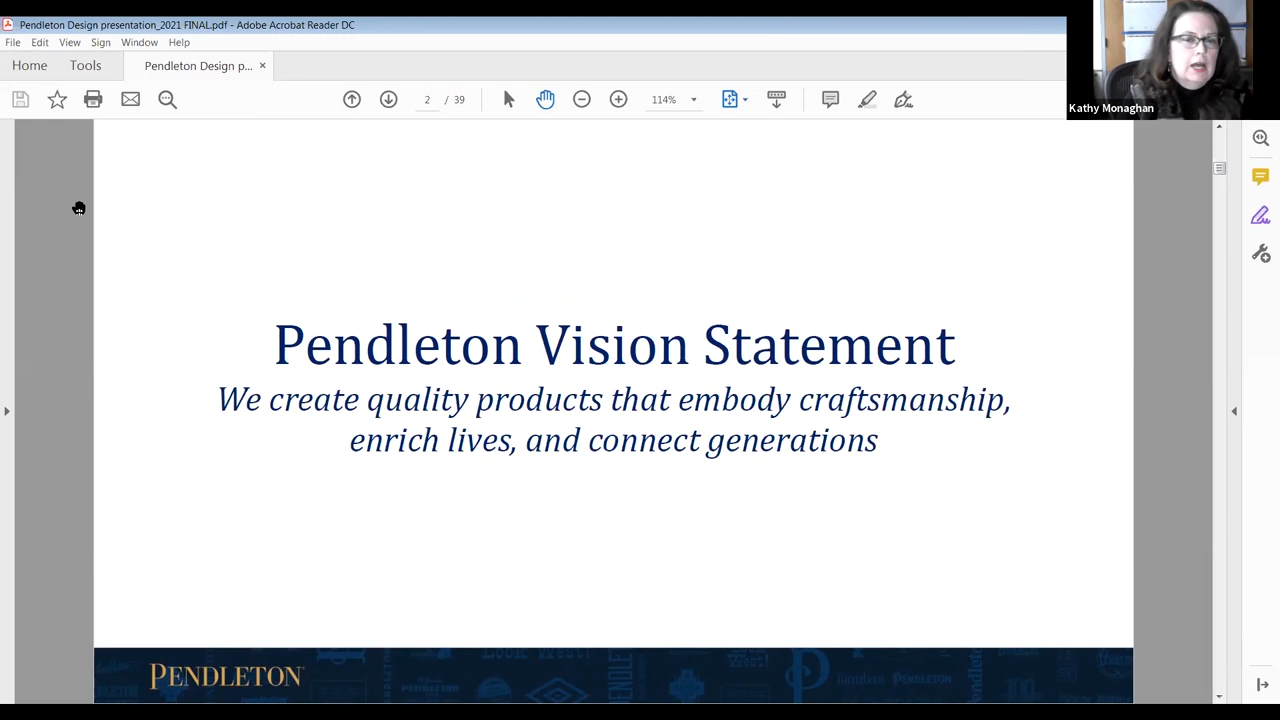 Pendleton Design presentation_2021 FINAL.pdf - Adobe Acrobat Reader DC
File Edit View Sign Window Help
Home Tools Pendleton Design p... ×
2 / 39 114%
Kathy Monaghan
Pendleton Vision Statement
We create quality products that embody craftsmanship,
enrich lives, and connect generations
PENDLETON